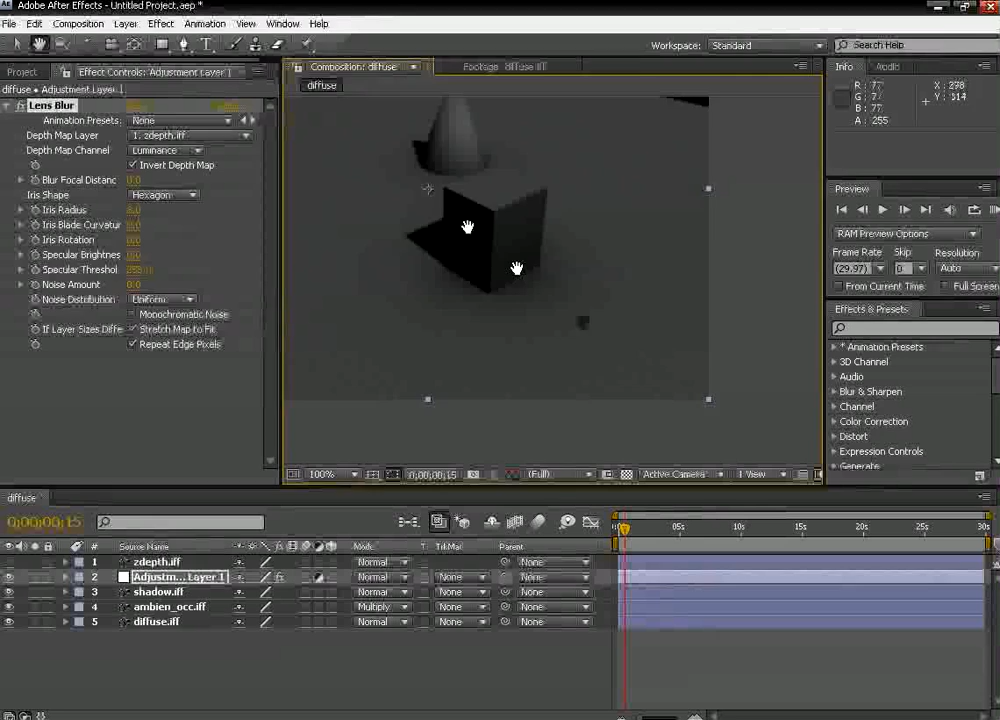 Adobe After Effects - Untitled Project.aep *
File Edit Composition Layer Effect Animation View Window Help
Workspace: Standard Search Help
Project Effect Controls: Adjustment Layer 1
Composition: diffuse
Footage: diffuse.iff
Info Audio
diffuse • Adjustment Layer 1
diffuse
R : 77
G : 77
B : 77
A : 255
X : 278
Y : 314
fx Lens Blur
Animation Presets: None
Depth Map Layer 1. zdepth.iff
Depth Map Channel Luminance
Invert Depth Map
Blur Focal Distanc 0.0
Iris Shape Hexagon
Iris Radius
Iris Blade Curvatur
Iris Rotation
Specular Brightnes
Specular Threshol
Noise Amount 0.0
Noise Distribution Uniform
Monochromatic Noise
If Layer Sizes Diffe Stretch Map to Fit
Repeat Edge Pixels
Preview
RAM Preview Options
Frame Rate Skip Resolution
(29.97) 0 Auto
From Current Time Full Screen
Effects & Presets
* Animation Presets
3D Channel
Audio
Blur & Sharpen
Channel
Color Correction
Distort
Expression Controls
Generate
100% 0;00;00;15 (Full) Active Camera 1 View
diffuse
0;00;00;15
05s 10s 15s 20s 25s 30s
# Source Name Mode T TrkMat Parent
1 zdepth.iff Normal None
2 Adjustm... Layer 1 fx Normal None None
3 shadow.iff Normal None None
4 ambien_occ.iff Multiply None None
5 diffuse.iff Normal None None